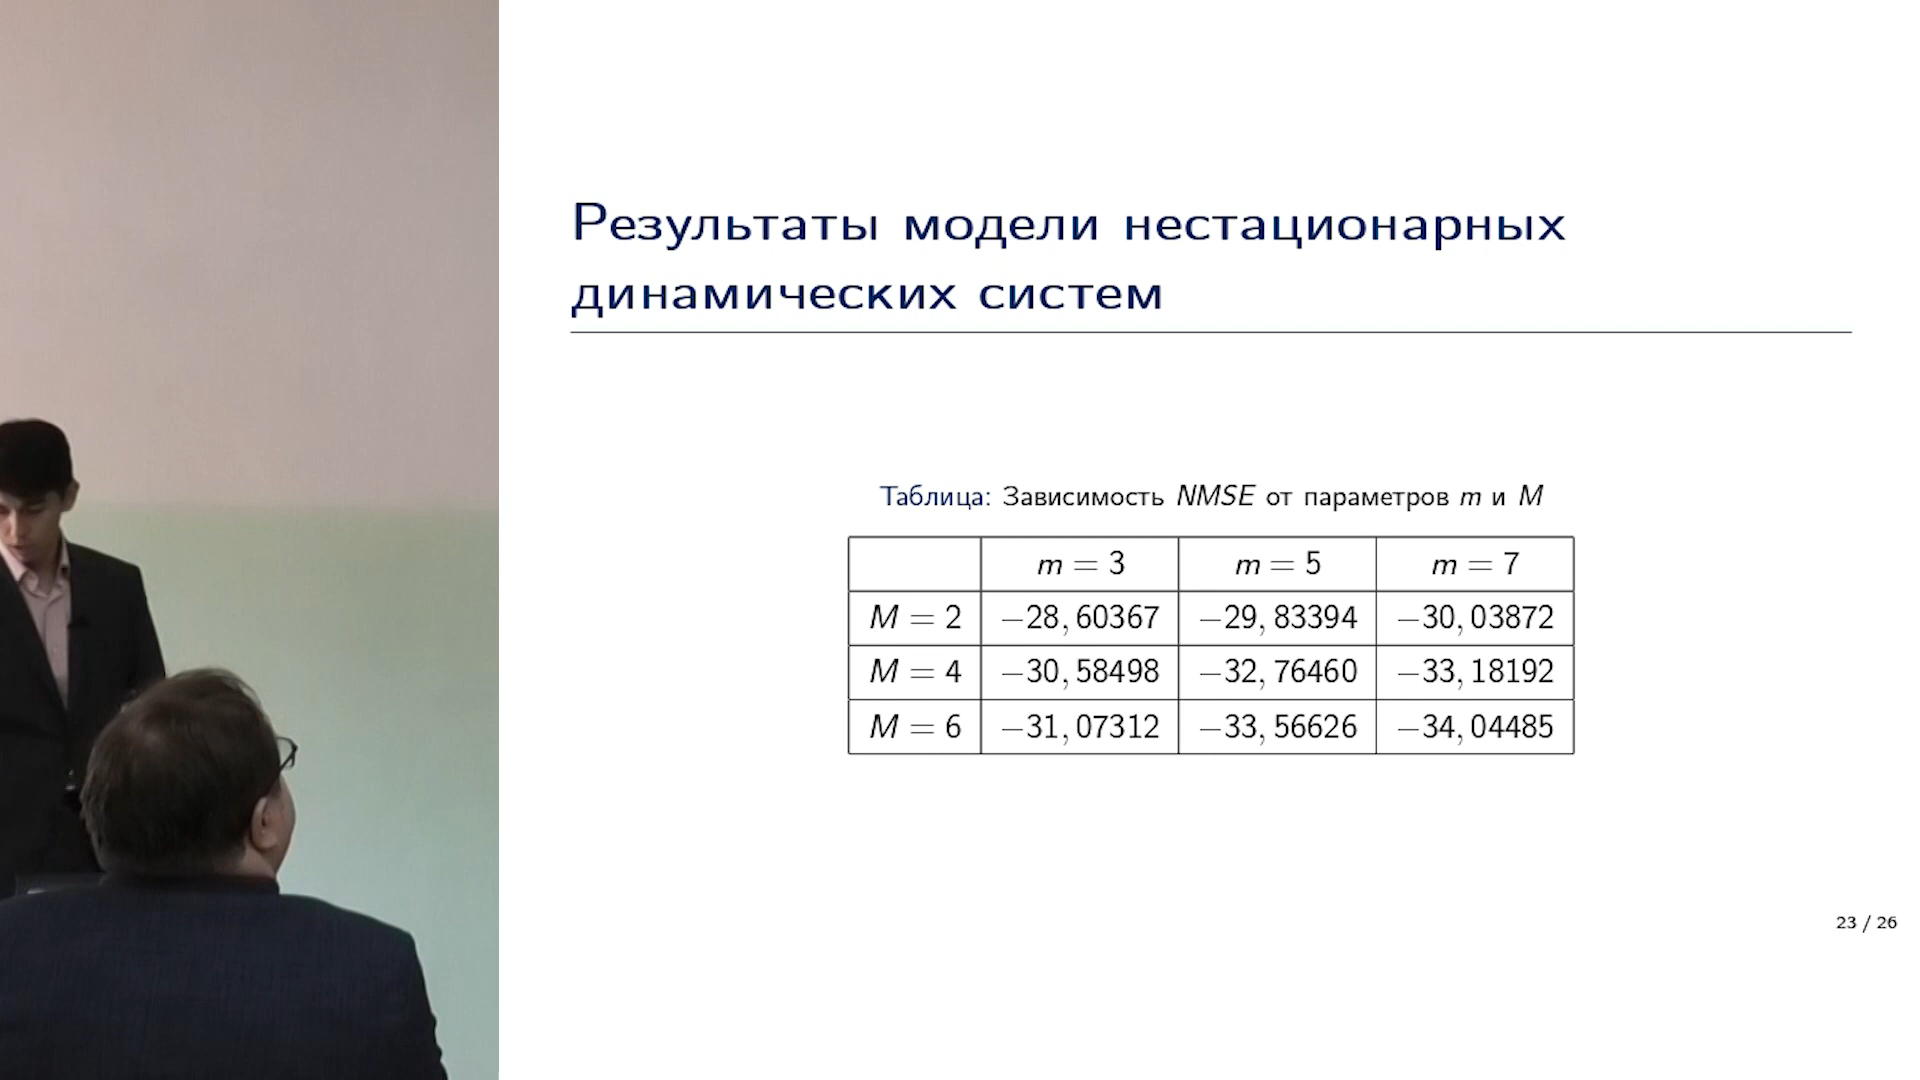 Результаты модели нестационарных
динамических систем
Таблица: Зависимость NMSE от параметров m и M
m = 3 m = 5 m = 7
M = 2 −28,60367 −29,83394 −30,03872
M = 4 −30,58498 −32,76460 −33,18192
M = 6 −31,07312 −33,56626 −34,04485
23 / 26